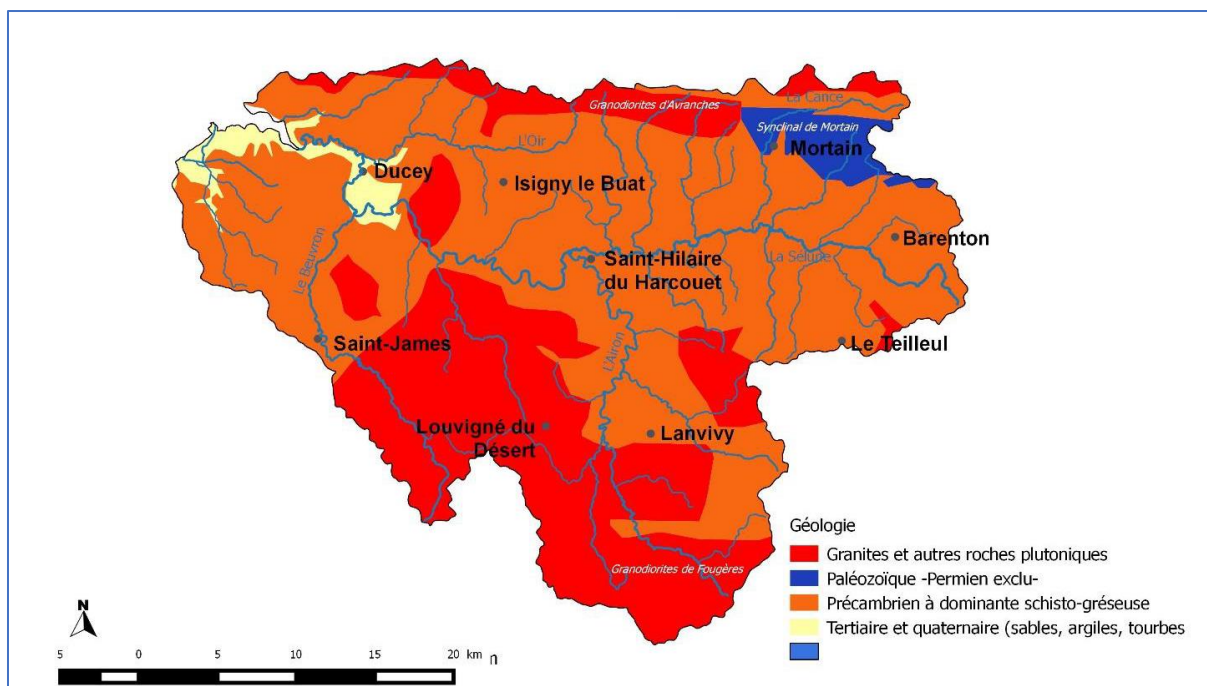 Granodiorites d'Avranches
La Cance
Synclinal de Mortain
Mortain
L'Oir
Ducey
Isigny le Buat
Barenton
Saint-Hilaire
du Harcouet
La Sélune
Le Beuvron
Saint-James
L'Airon
Le Teilleul
Louvigné du
Désert
Lanvivy
Granodiorites de Fougères
Géologie
Granites et autres roches plutoniques
Paléozoïque -Permien exclu-
Précambrien à dominante schisto-gréseuse
Tertiaire et quaternaire (sables, argiles, tourbes
N
5 0 5 10 15 20 km n